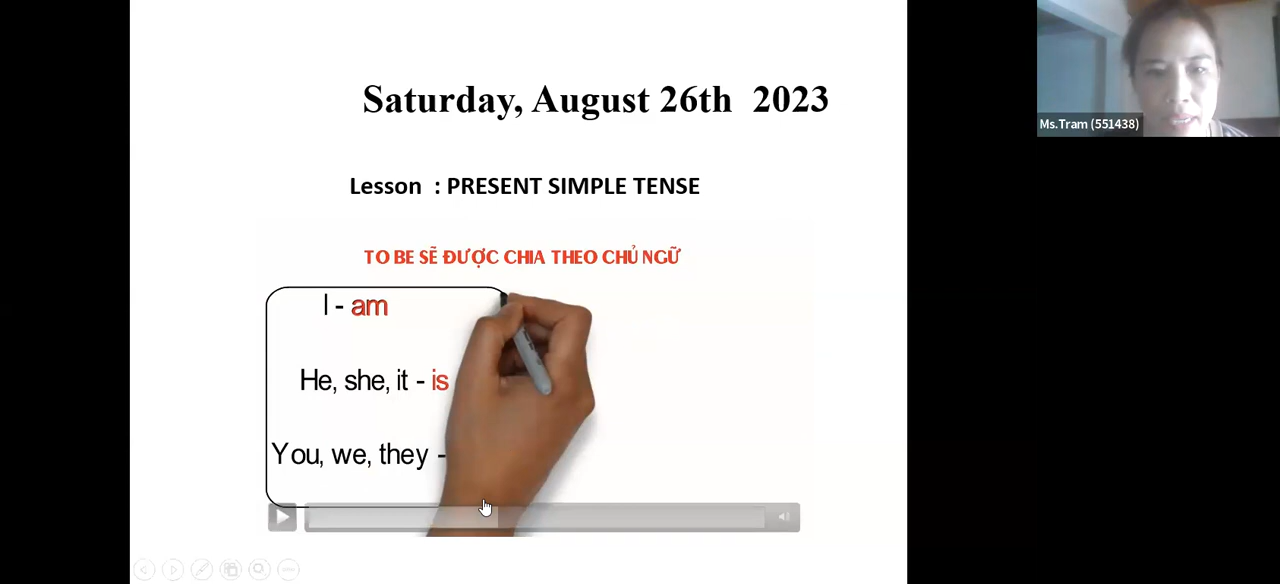 Saturday, August 26th 2023
Ms.Tram (551438)
Lesson : PRESENT SIMPLE TENSE
TO BE SẼ ĐƯỢC CHIA THEO CHỦ NGỮ
I - am
He, she, it - is
You, we, they -